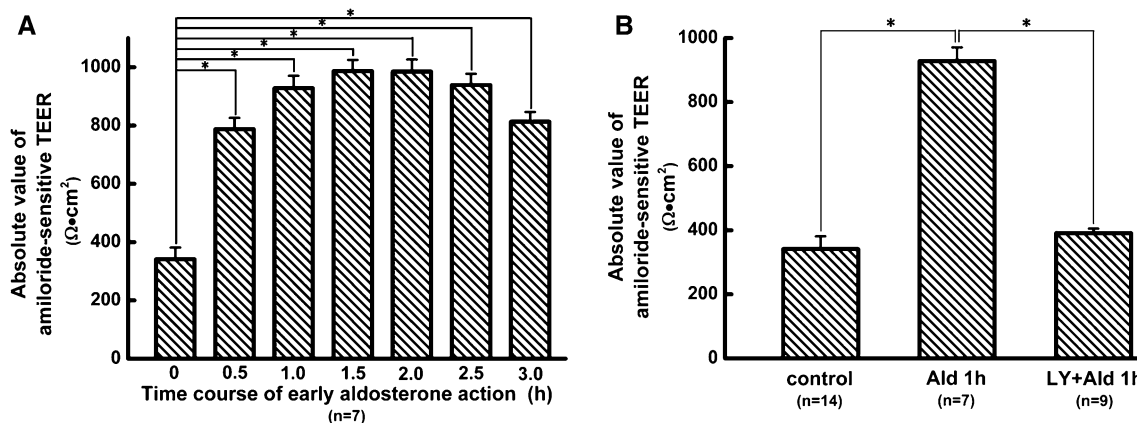 A
Absolute value of
amiloride-sensitive TEER
(Ω•cm²)
1000
800
600
400
200
0
* * * * * *
0 0.5 1.0 1.5 2.0 2.5 3.0
Time course of early aldosterone action (h)
(n=7)
B
Absolute value of
amiloride-sensitive TEER
(Ω•cm²)
1000
800
600
400
200
0
* *
control Ald 1h LY+Ald 1h
(n=14) (n=7) (n=9)